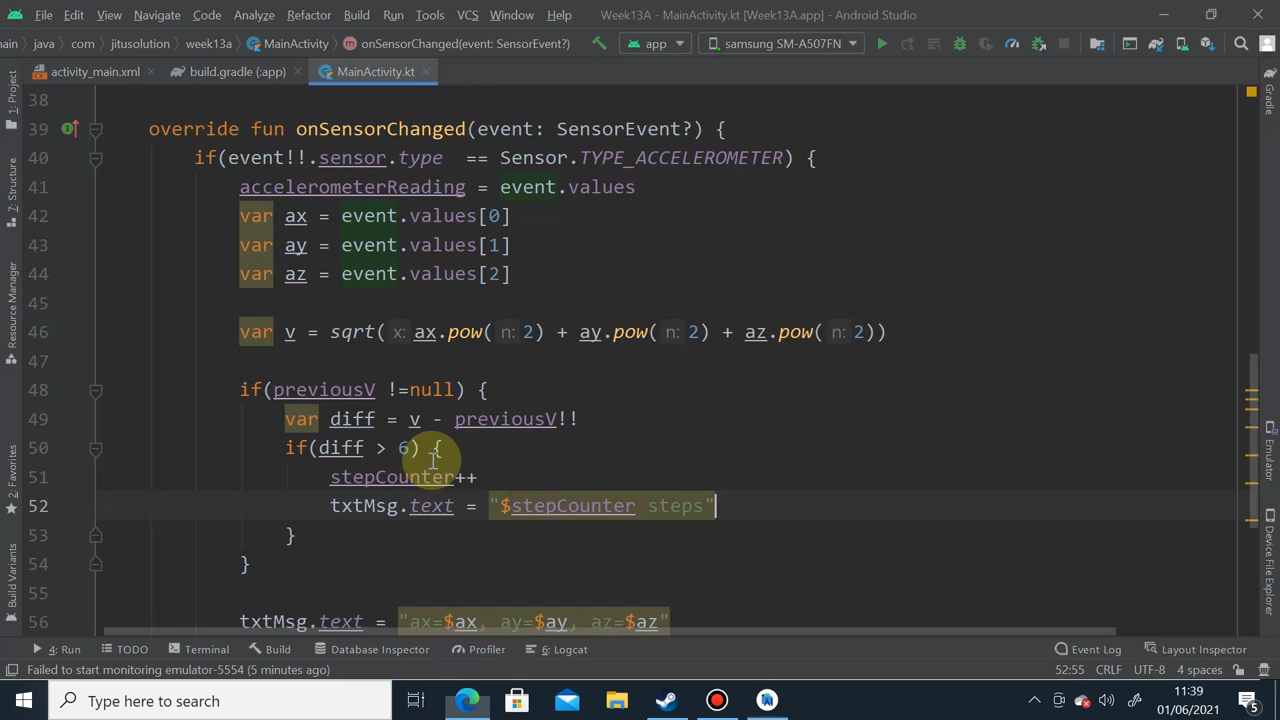 File Edit View Navigate Code Analyze Refactor Build Run Tools VCS Window Help Week13A - MainActivity.kt [Week13A.app] - Android Studio
main java com jitusolution week13a MainActivity onSensorChanged(event: SensorEvent?) app samsung SM-A507FN
activity_main.xml build.gradle (:app) MainActivity.kt
1: Project
7: Structure
Resource Manager
2: Favorites
Build Variants
38
39 override fun onSensorChanged(event: SensorEvent?) {
40 if(event!!.sensor.type == Sensor.TYPE_ACCELEROMETER) {
41 accelerometerReading = event.values
42 var ax = event.values[0]
43 var ay = event.values[1]
44 var az = event.values[2]
45
46 var v = sqrt( x: ax.pow( n: 2) + ay.pow( n: 2) + az.pow( n: 2))
47
48 if(previousV !=null) {
49 var diff = v - previousV!!
50 if(diff > 6) {
51 stepCounter++
52 txtMsg.text = "$stepCounter steps"
53 }
54 }
55
56 txtMsg.text = "ax=$ax, ay=$ay, az=$az"
Gradle
Emulator
Device File Explorer
4: Run TODO Terminal Build Database Inspector Profiler 6: Logcat Event Log Layout Inspector
Failed to start monitoring emulator-5554 (5 minutes ago) 52:55 CRLF UTF-8 4 spaces
Type here to search
11:39
01/06/2021
5